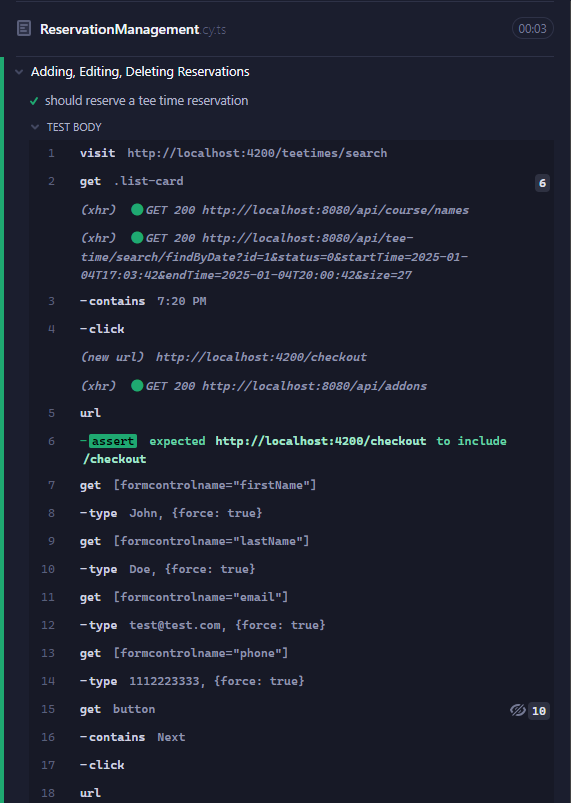 ReservationManagement.cy.ts 00:03
Adding, Editing, Deleting Reservations
should reserve a tee time reservation
TEST BODY
1 visit http://localhost:4200/teetimes/search
2 get .list-card 6
(xhr) GET 200 http://localhost:8080/api/course/names
(xhr) GET 200 http://localhost:8080/api/tee-
time/search/findByDate?id=1&status=0&startTime=2025-01-
04T17:03:42&endTime=2025-01-04T20:00:42&size=27
3 -contains 7:20 PM
4 -click
(new url) http://localhost:4200/checkout
(xhr) GET 200 http://localhost:8080/api/addons
5 url
6 -assert expected http://localhost:4200/checkout to include
/checkout
7 get [formcontrolname="firstName"]
8 -type John, {force: true}
9 get [formcontrolname="lastName"]
10 -type Doe, {force: true}
11 get [formcontrolname="email"]
12 -type test@test.com, {force: true}
13 get [formcontrolname="phone"]
14 -type 1112223333, {force: true}
15 get button 10
16 -contains Next
17 -click
18 url